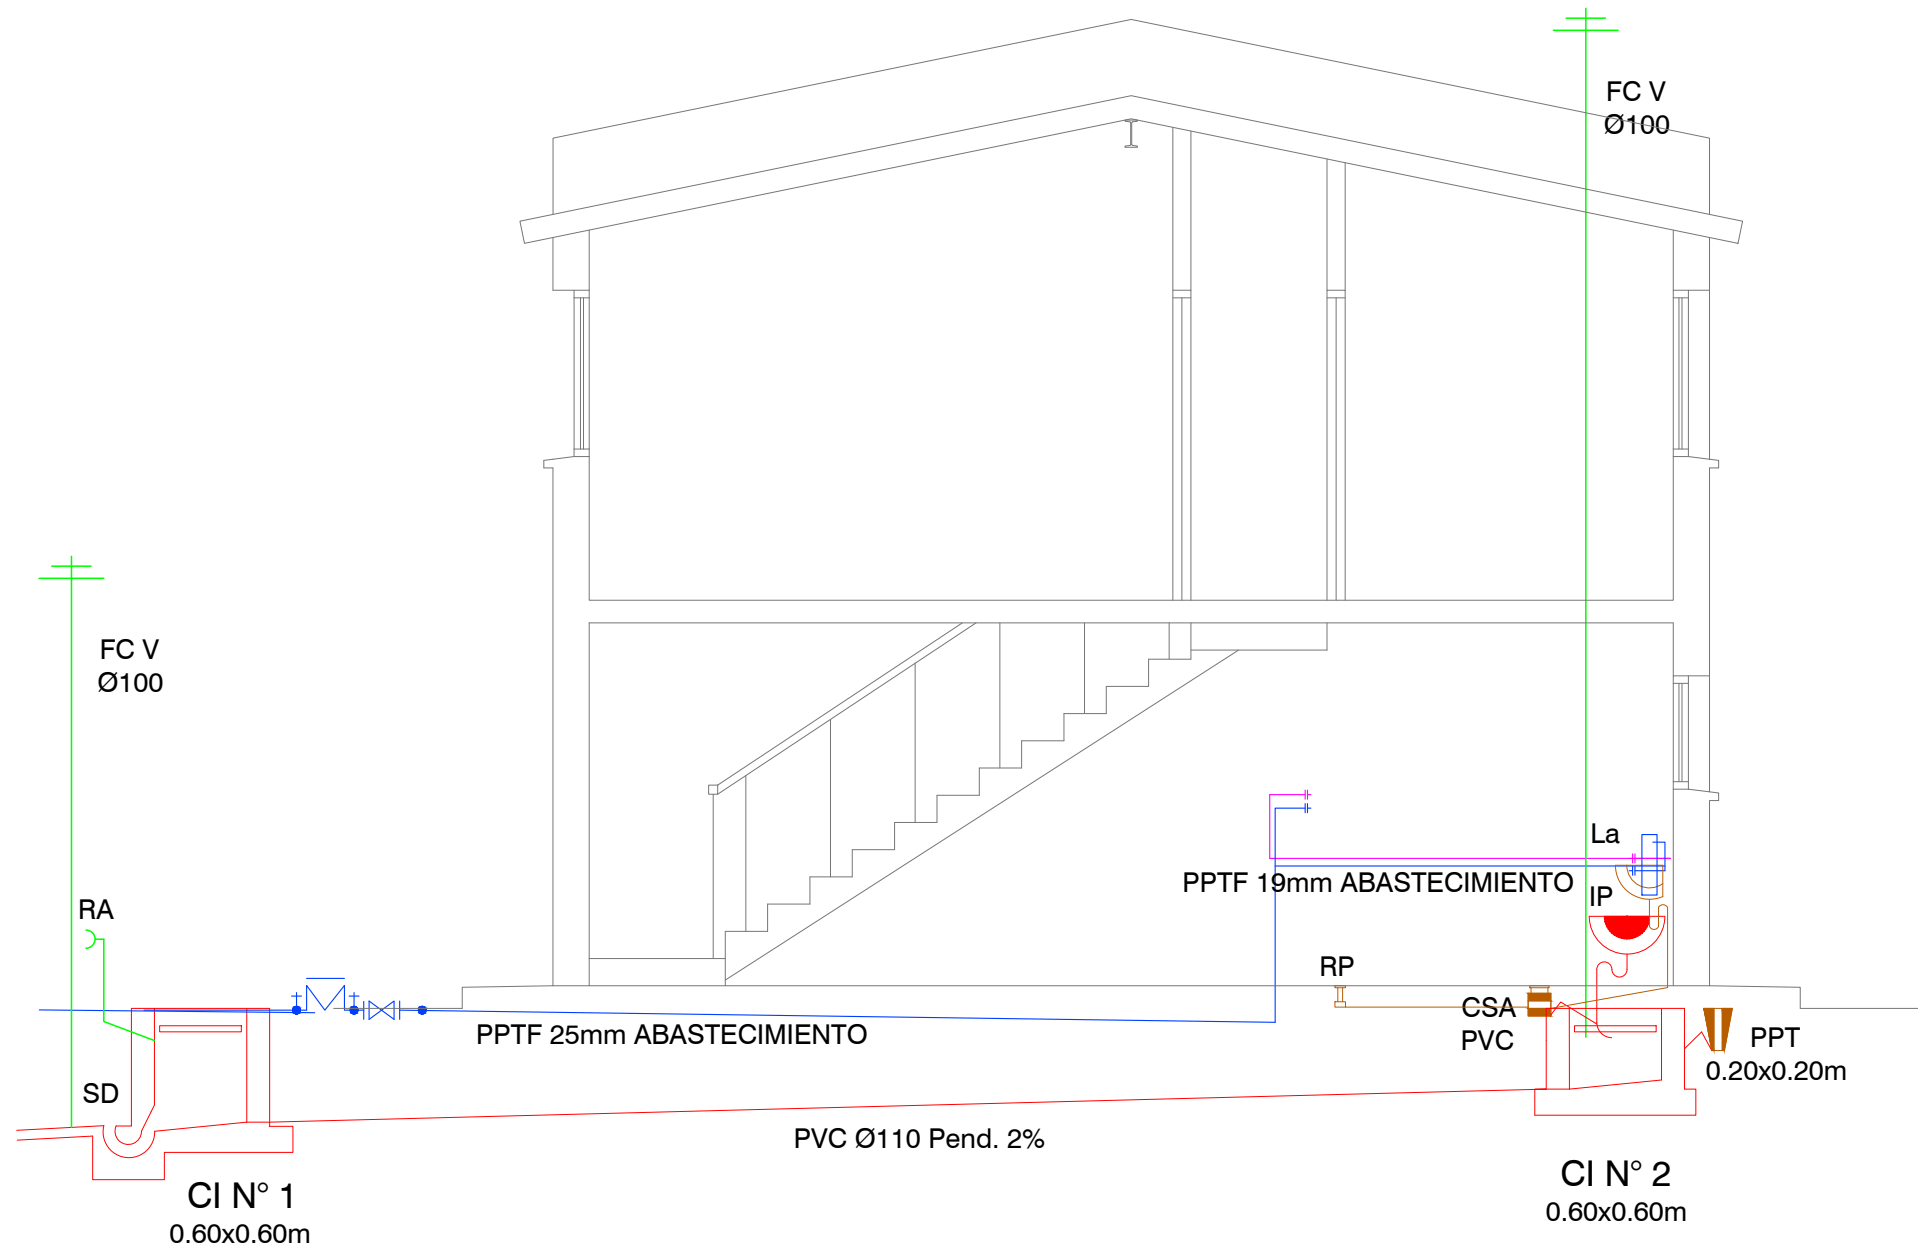 FC V
Ø100
FC V
Ø100
La
PPTF 19mm ABASTECIMIENTO
IP
RA
RP
CSA
PVC
PPTF 25mm ABASTECIMIENTO
PPT
0.20x0.20m
SD
PVC Ø110 Pend. 2%
CI N° 1
0.60x0.60m
CI N° 2
0.60x0.60m